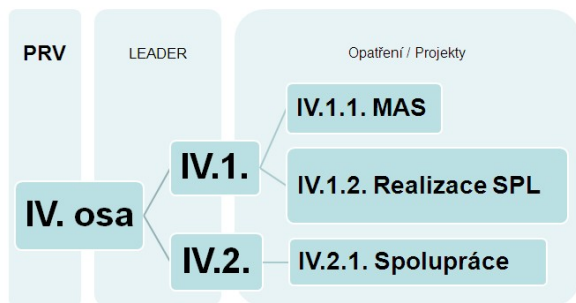 PRV
LEADER
Opatření / Projekty
IV. osa
IV.1.
IV.1.1. MAS
IV.1.2. Realizace SPL
IV.2.
IV.2.1. Spolupráce